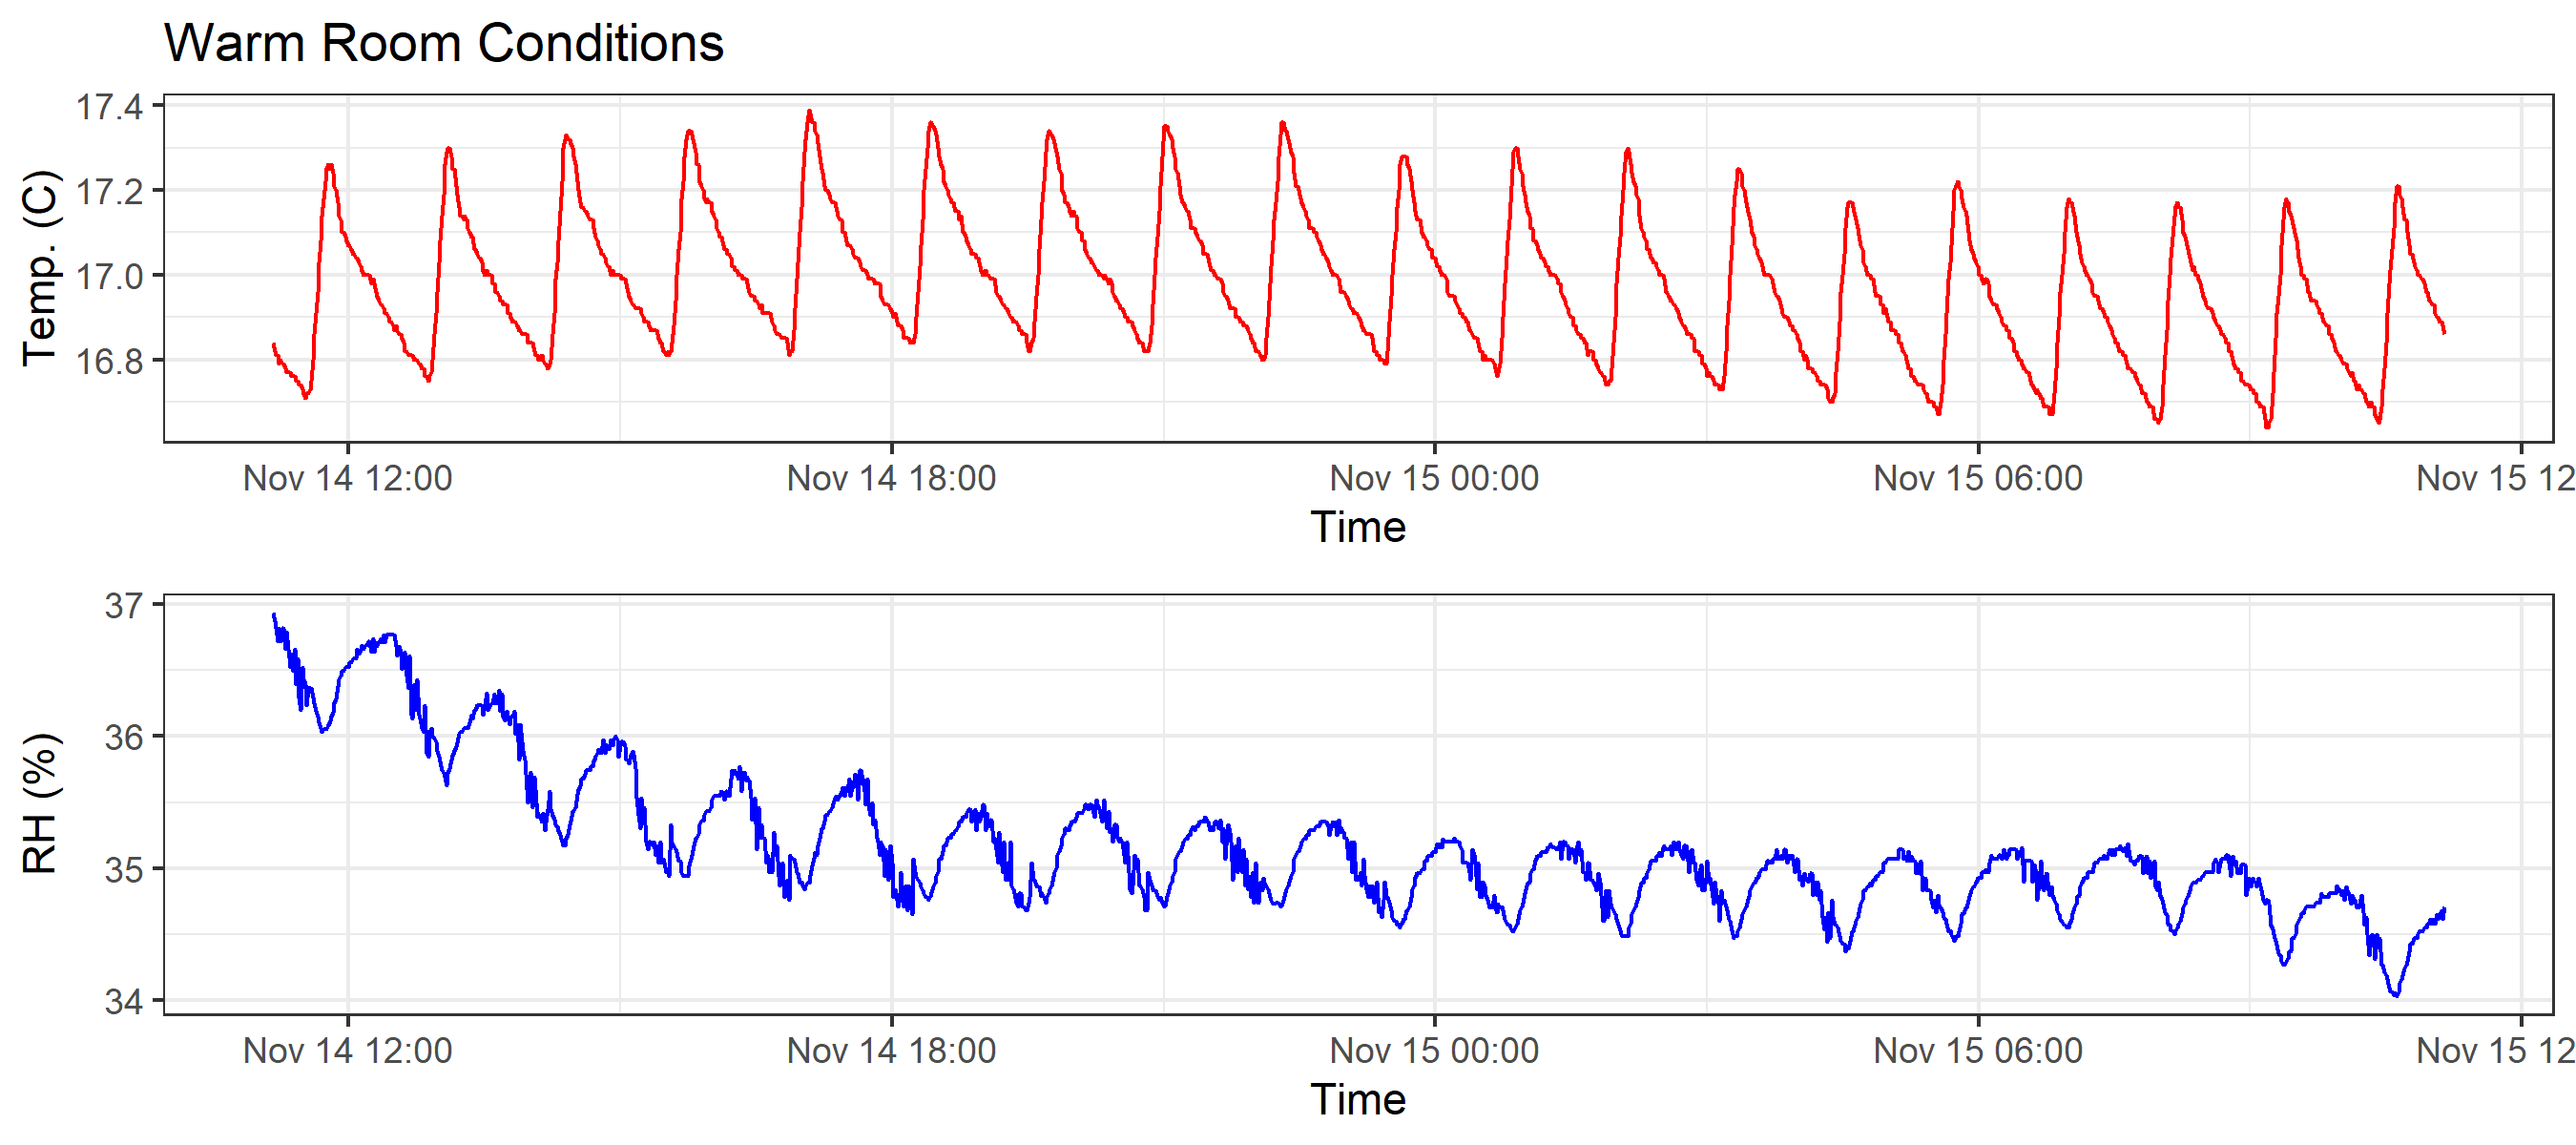 Warm Room Conditions
17.4
17.2
17.0
16.8
Temp. (C)
Nov 14 12:00 Nov 14 18:00 Nov 15 00:00 Nov 15 06:00 Nov 15 12
Time
37
36
35
34
RH (%)
Nov 14 12:00 Nov 14 18:00 Nov 15 00:00 Nov 15 06:00 Nov 15 12
Time